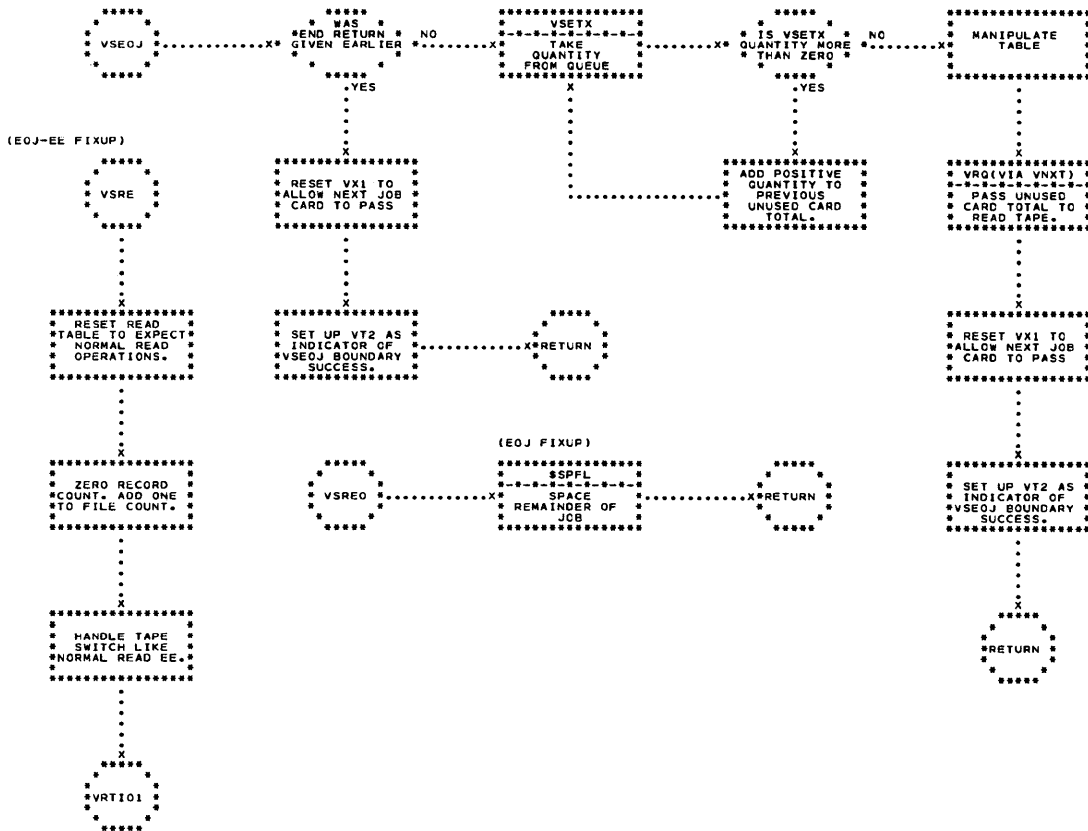 VSEOJ
WAS
END RETURN
GIVEN EARLIER
NO
VSETX
TAKE
QUANTITY
FROM QUEUE
IS VSETX
QUANTITY MORE
THAN ZERO
NO
MANIPULATE
TABLE
YES
YES
(EOJ-EE FIXUP)
VSRE
RESET VX1 TO
ALLOW NEXT JOB
CARD TO PASS
ADD POSITIVE
QUANTITY TO
PREVIOUS
UNUSED CARD
TOTAL.
VRQ(VIA VNXT)
PASS UNUSED
CARD TOTAL TO
READ TAPE.
RESET READ
TABLE TO EXPECT
NORMAL READ
OPERATIONS.
SET UP VT2 AS
INDICATOR OF
VSEOJ BOUNDARY
SUCCESS.
RETURN
RESET VX1 TO
ALLOW NEXT JOB
CARD TO PASS
(EOJ FIXUP)
ZERO RECORD
COUNT. ADD ONE
TO FILE COUNT.
VSREO
$SPFL
SPACE
REMAINDER OF
JOB
RETURN
SET UP VT2 AS
INDICATOR OF
VSEOJ BOUNDARY
SUCCESS.
HANDLE TAPE
SWITCH LIKE
NORMAL READ EE.
RETURN
VRTIO1